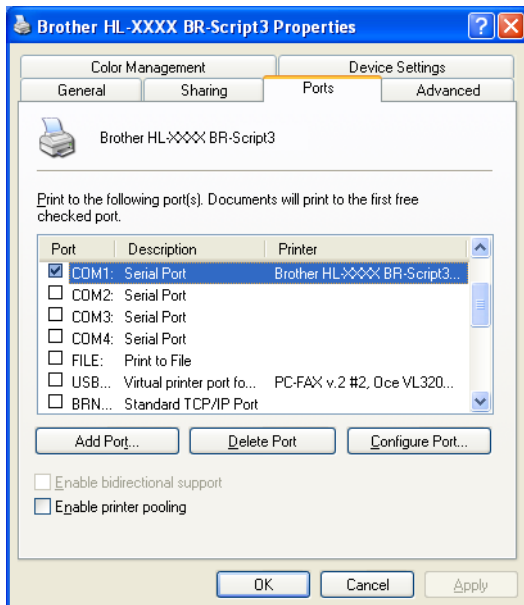 Brother HL-XXXX BR-Script3 Properties
Color Management Device Settings
General Sharing Ports Advanced
Brother HL-XXXX BR-Script3
Print to the following port(s). Documents will print to the first free
checked port.
Port Description Printer
COM1: Serial Port Brother HL-XXXX BR-Script3...
COM2: Serial Port
COM3: Serial Port
COM4: Serial Port
FILE: Print to File
USB... Virtual printer port fo... PC-FAX v.2 #2, Oce VL320...
BRN... Standard TCP/IP Port
Add Port... Delete Port Configure Port...
Enable bidirectional support
Enable printer pooling
OK Cancel Apply